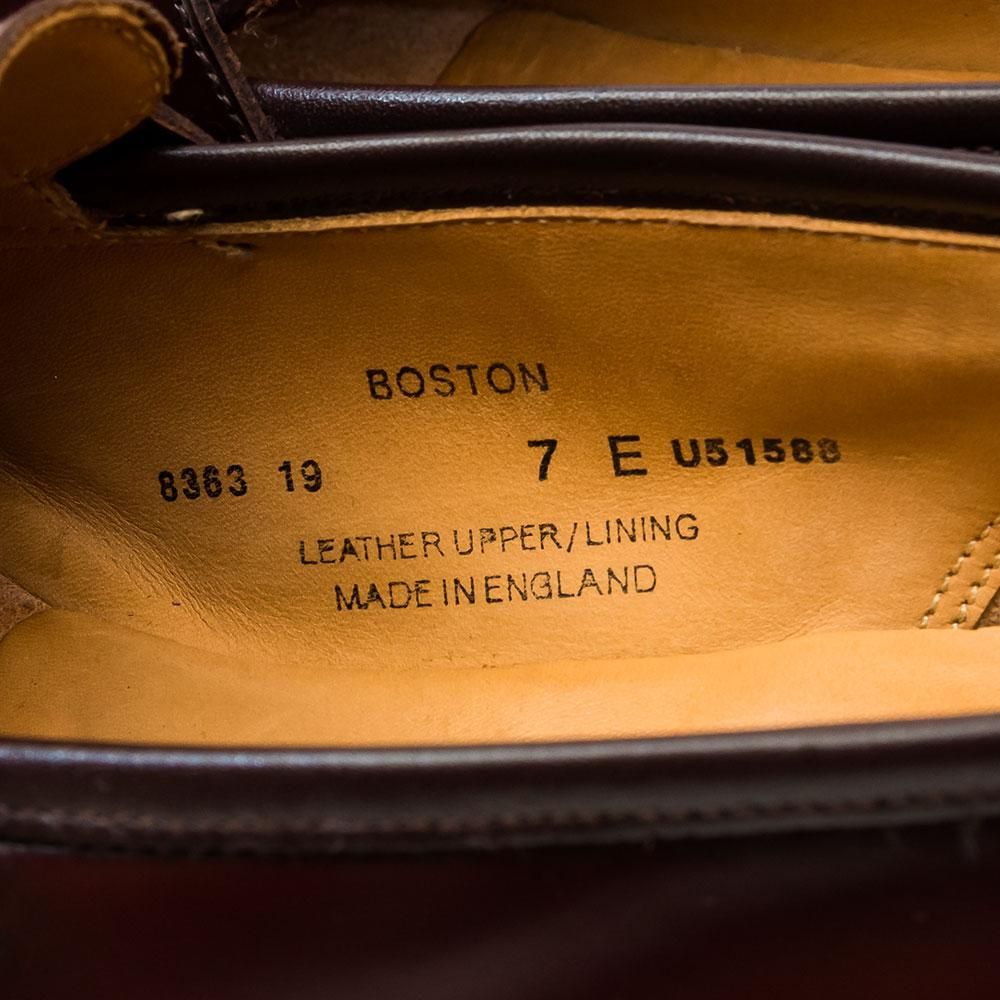 BOSTON
8363 19 7 E U51588
LEATHER UPPER/LINING
MADE IN ENGLAND